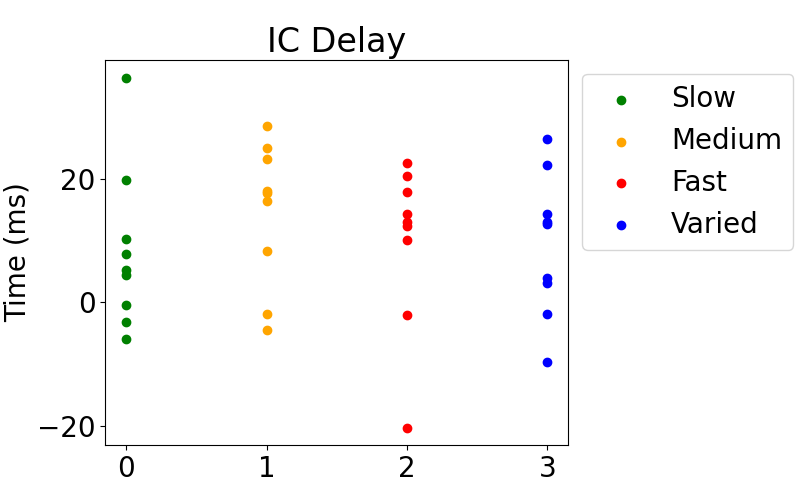 IC Delay
Time (ms)
20
0
−20
0 1 2 3
Slow
Medium
Fast
Varied